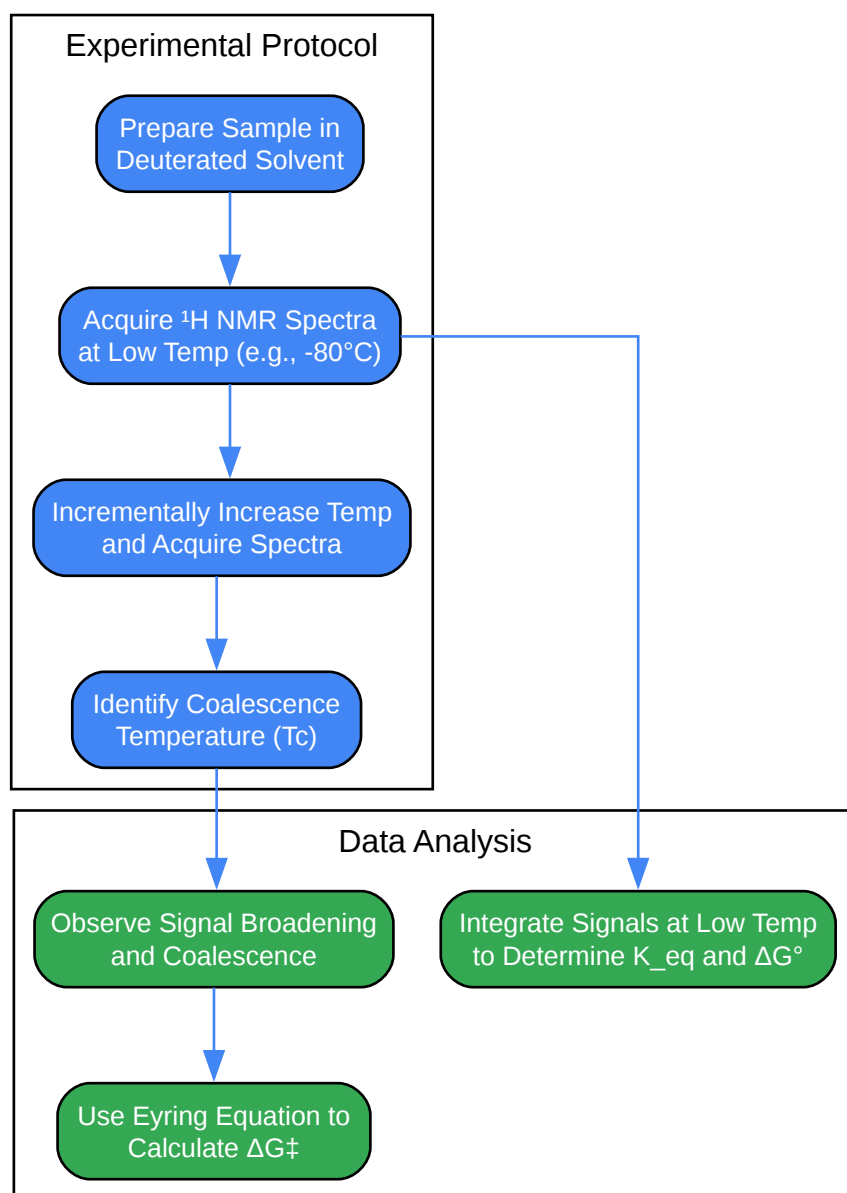 Experimental Protocol
Prepare Sample in
Deuterated Solvent
Acquire ¹H NMR Spectra
at Low Temp (e.g., -80°C)
Incrementally Increase Temp
and Acquire Spectra
Identify Coalescence
Temperature (Tc)
Data Analysis
Observe Signal Broadening
and Coalescence
Integrate Signals at Low Temp
to Determine K_eq and ΔG°
Use Eyring Equation to
Calculate ΔG‡